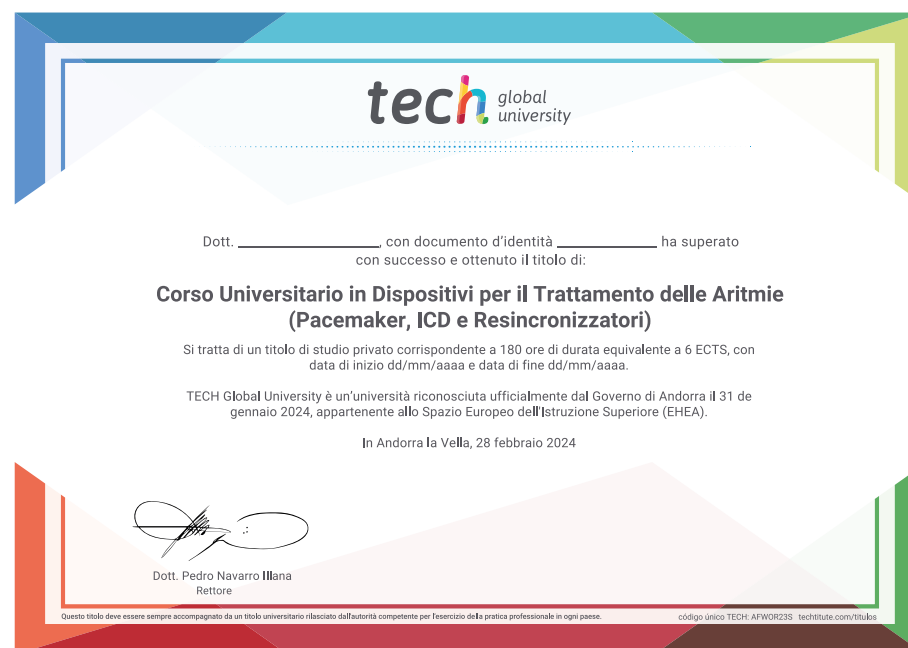 tech global university
Dott. ____________________, con documento d'identità ______________ ha superato
con successo e ottenuto il titolo di:
Corso Universitario in Dispositivi per il Trattamento delle Aritmie
(Pacemaker, ICD e Resincronizzatori)
Si tratta di un titolo di studio privato corrispondente a 180 ore di durata equivalente a 6 ECTS, con
data di inizio dd/mm/aaaa e data di fine dd/mm/aaaa.
TECH Global University è un'università riconosciuta ufficialmente dal Governo di Andorra il 31 de
gennaio 2024, appartenente allo Spazio Europeo dell'Istruzione Superiore (EHEA).
In Andorra la Vella, 28 febbraio 2024
Dott. Pedro Navarro Illana
Rettore
Questo titolo deve essere sempre accompagnato da un titolo universitario rilasciato dall'autorità competente per l'esercizio della pratica professionale in ogni paese.
código único TECH: AFWOR23S techtitute.com/titulos